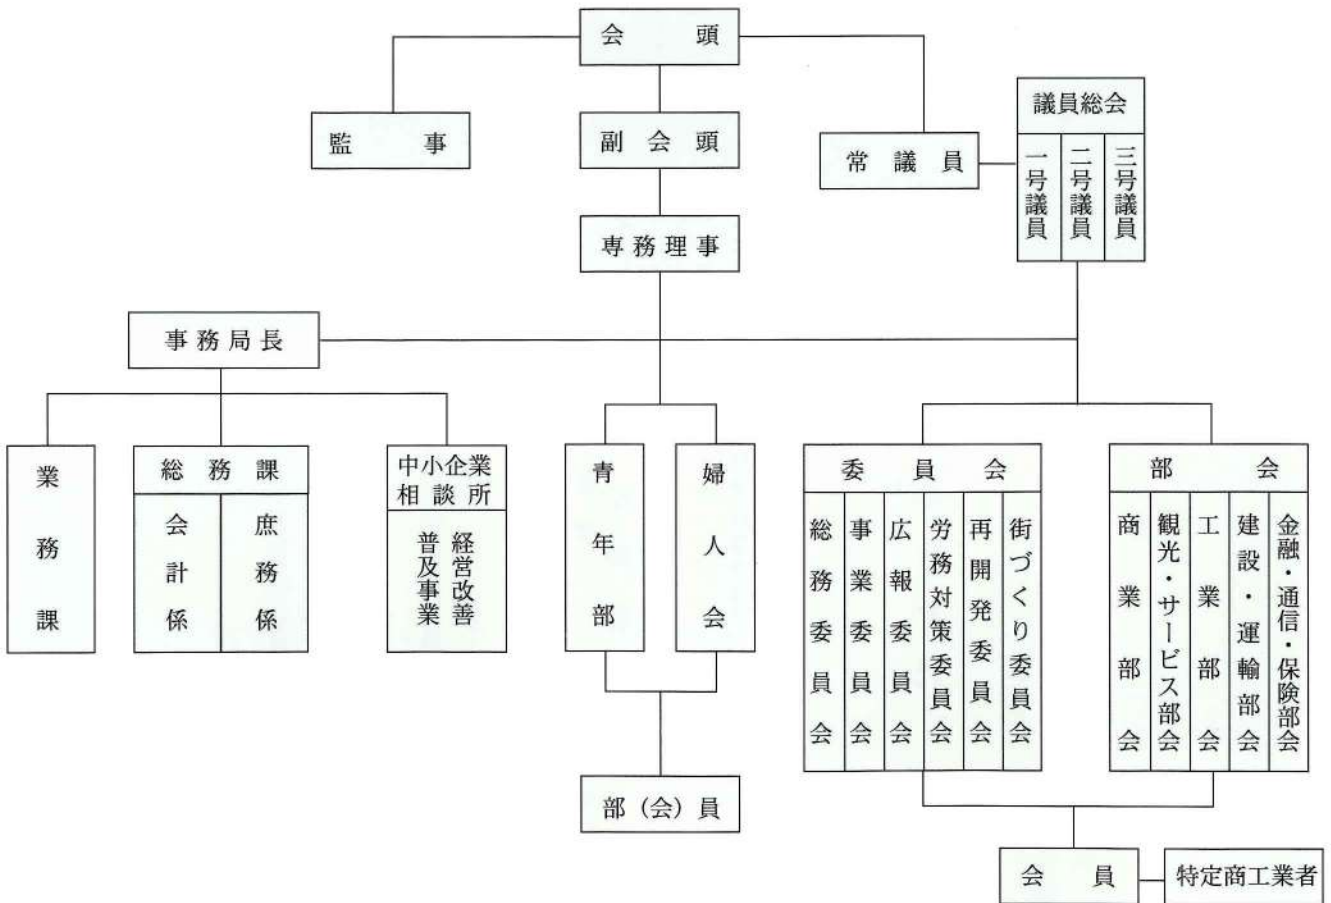 会頭
監事
副会頭
常議員
議員総会
一号議員
二号議員
三号議員
専務理事
事務局長
業務課
総務課
会計係
庶務係
中小企業
相談所
経営改善
普及事業
青年部
婦人会
部（会）員
委員会
総務委員会
事業委員会
広報委員会
労務対策委員会
再開発委員会
街づくり委員会
部会
商業部会
観光・サービス部会
工業部会
建設・運輸部会
金融・通信・保険部会
会員
特定商工業者